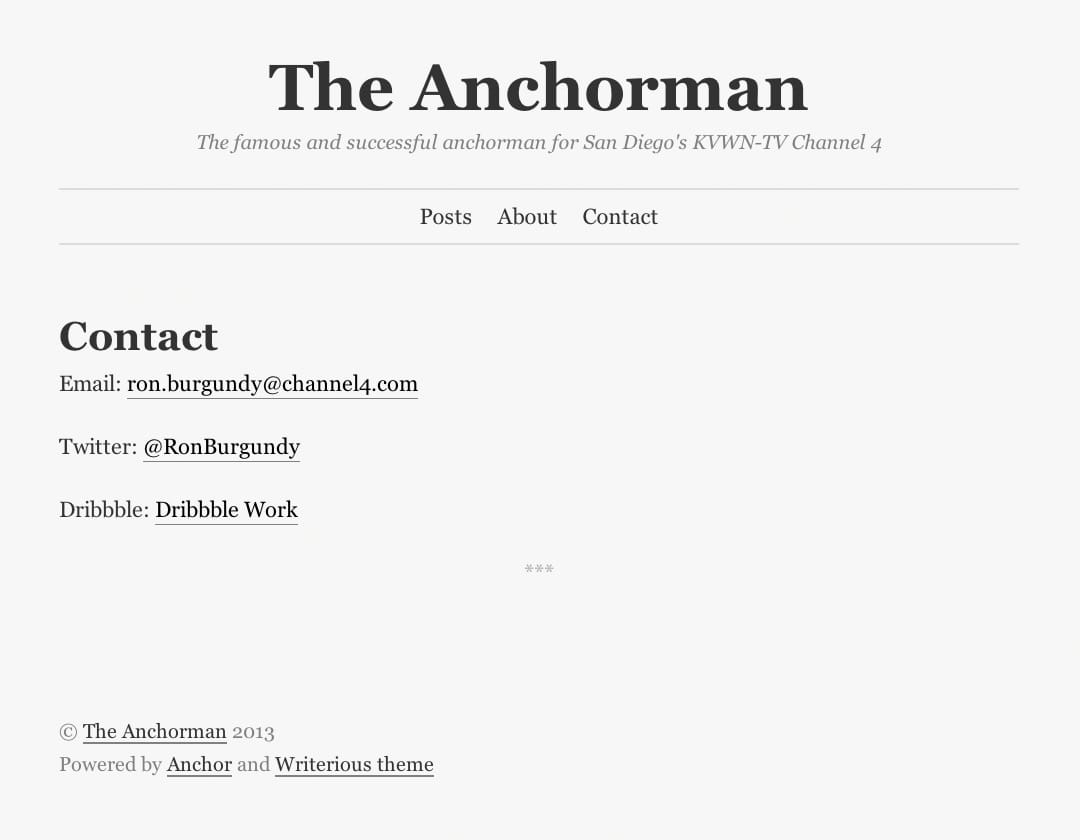 The Anchorman
The famous and successful anchorman for San Diego's KVWN-TV Channel 4
Posts About Contact
Contact
Email: ron.burgundy@channel4.com
Twitter: @RonBurgundy
Dribbble: Dribbble Work
***
© The Anchorman 2013
Powered by Anchor and Writerious theme